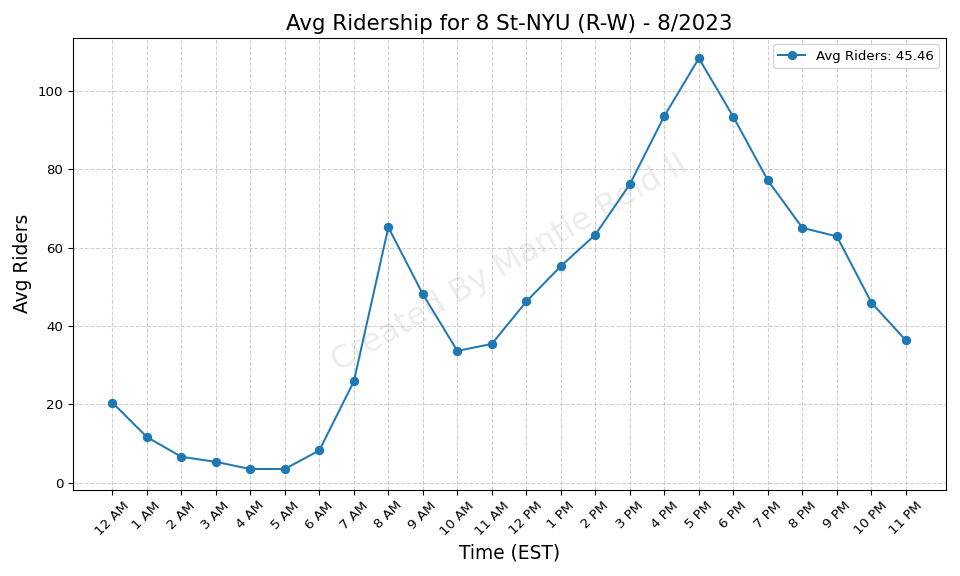 Avg Ridership for 8 St-NYU (R-W) - 8/2023
Avg Riders: 45.46
100
80
60
40
20
0
Avg Riders
Created By Mantle Reid II
12 AM 1 AM 2 AM 3 AM 4 AM 5 AM 6 AM 7 AM 8 AM 9 AM 10 AM 11 AM 12 PM 1 PM 2 PM 3 PM 4 PM 5 PM 6 PM 7 PM 8 PM 9 PM 10 PM 11 PM
Time (EST)